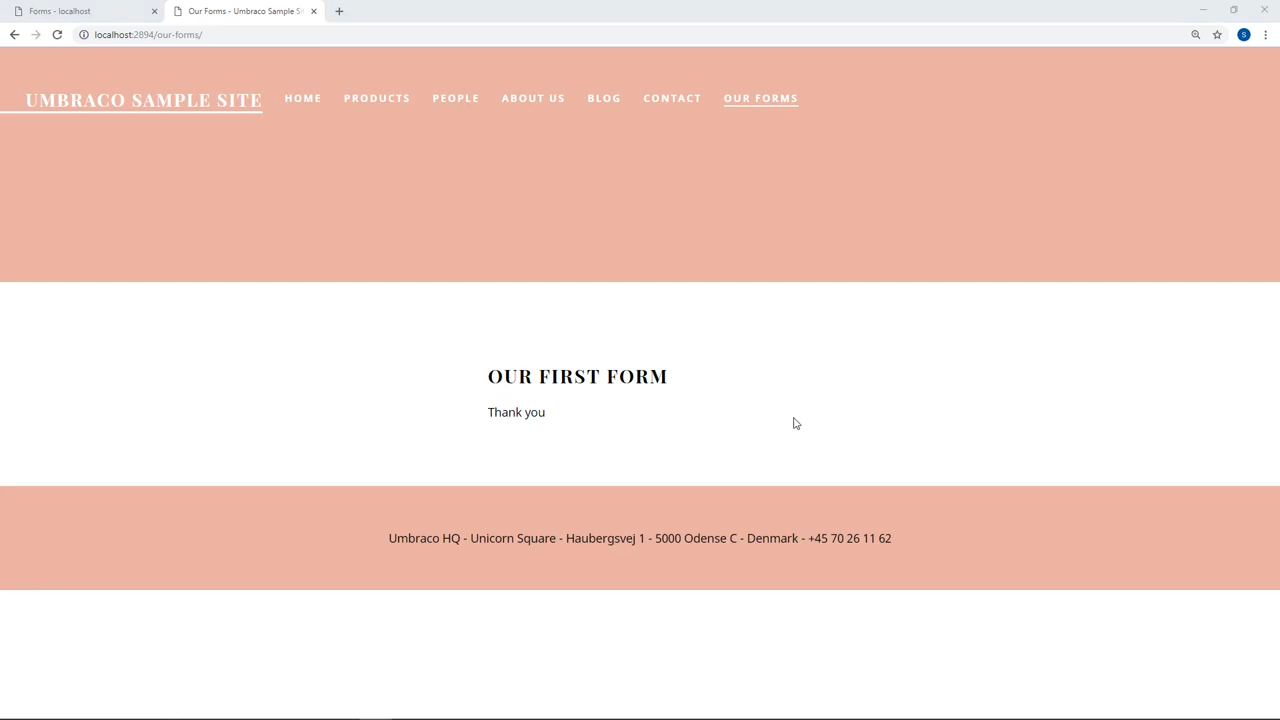 Forms - localhost
Our Forms - Umbraco Sample Si
localhost:2894/our-forms/
S
UMBRACO SAMPLE SITE
HOME
PRODUCTS
PEOPLE
ABOUT US
BLOG
CONTACT
OUR FORMS
OUR FIRST FORM
Thank you
Umbraco HQ - Unicorn Square - Haubergsvej 1 - 5000 Odense C - Denmark - +45 70 26 11 62